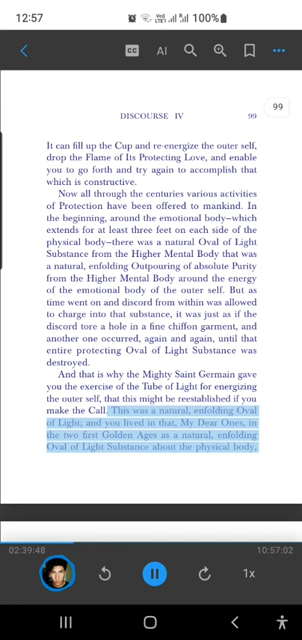 12:57
100%
CC
AI
99
DISCOURSE IV 99
It can fill up the Cup and re-energize the outer self,
drop the Flame of Its Protecting Love, and enable
you to go forth and try again to accomplish that
which is constructive.
Now all through the centuries various activities
of Protection have been offered to mankind. In
the beginning, around the emotional body—which
extends for at least three feet on each side of the
physical body—there was a natural Oval of Light
Substance from the Higher Mental Body that was
a natural, enfolding Outpouring of absolute Purity
from the Higher Mental Body around the energy
of the emotional body of the outer self. But as
time went on and discord from within was allowed
to charge into that substance, it was just as if the
discord tore a hole in a fine chiffon garment, and
another one occurred, again and again, until that
entire protecting Oval of Light Substance was
destroyed.
And that is why the Mighty Saint Germain gave
you the exercise of the Tube of Light for energizing
the outer self, that this might be reestablished if you
make the Call. This was a natural, enfolding Oval
of Light; and you lived in that, My Dear Ones, in
the two first Golden Ages as a natural, enfolding
Oval of Light Substance about the physical body,
02:39:48 10:57:02
1x